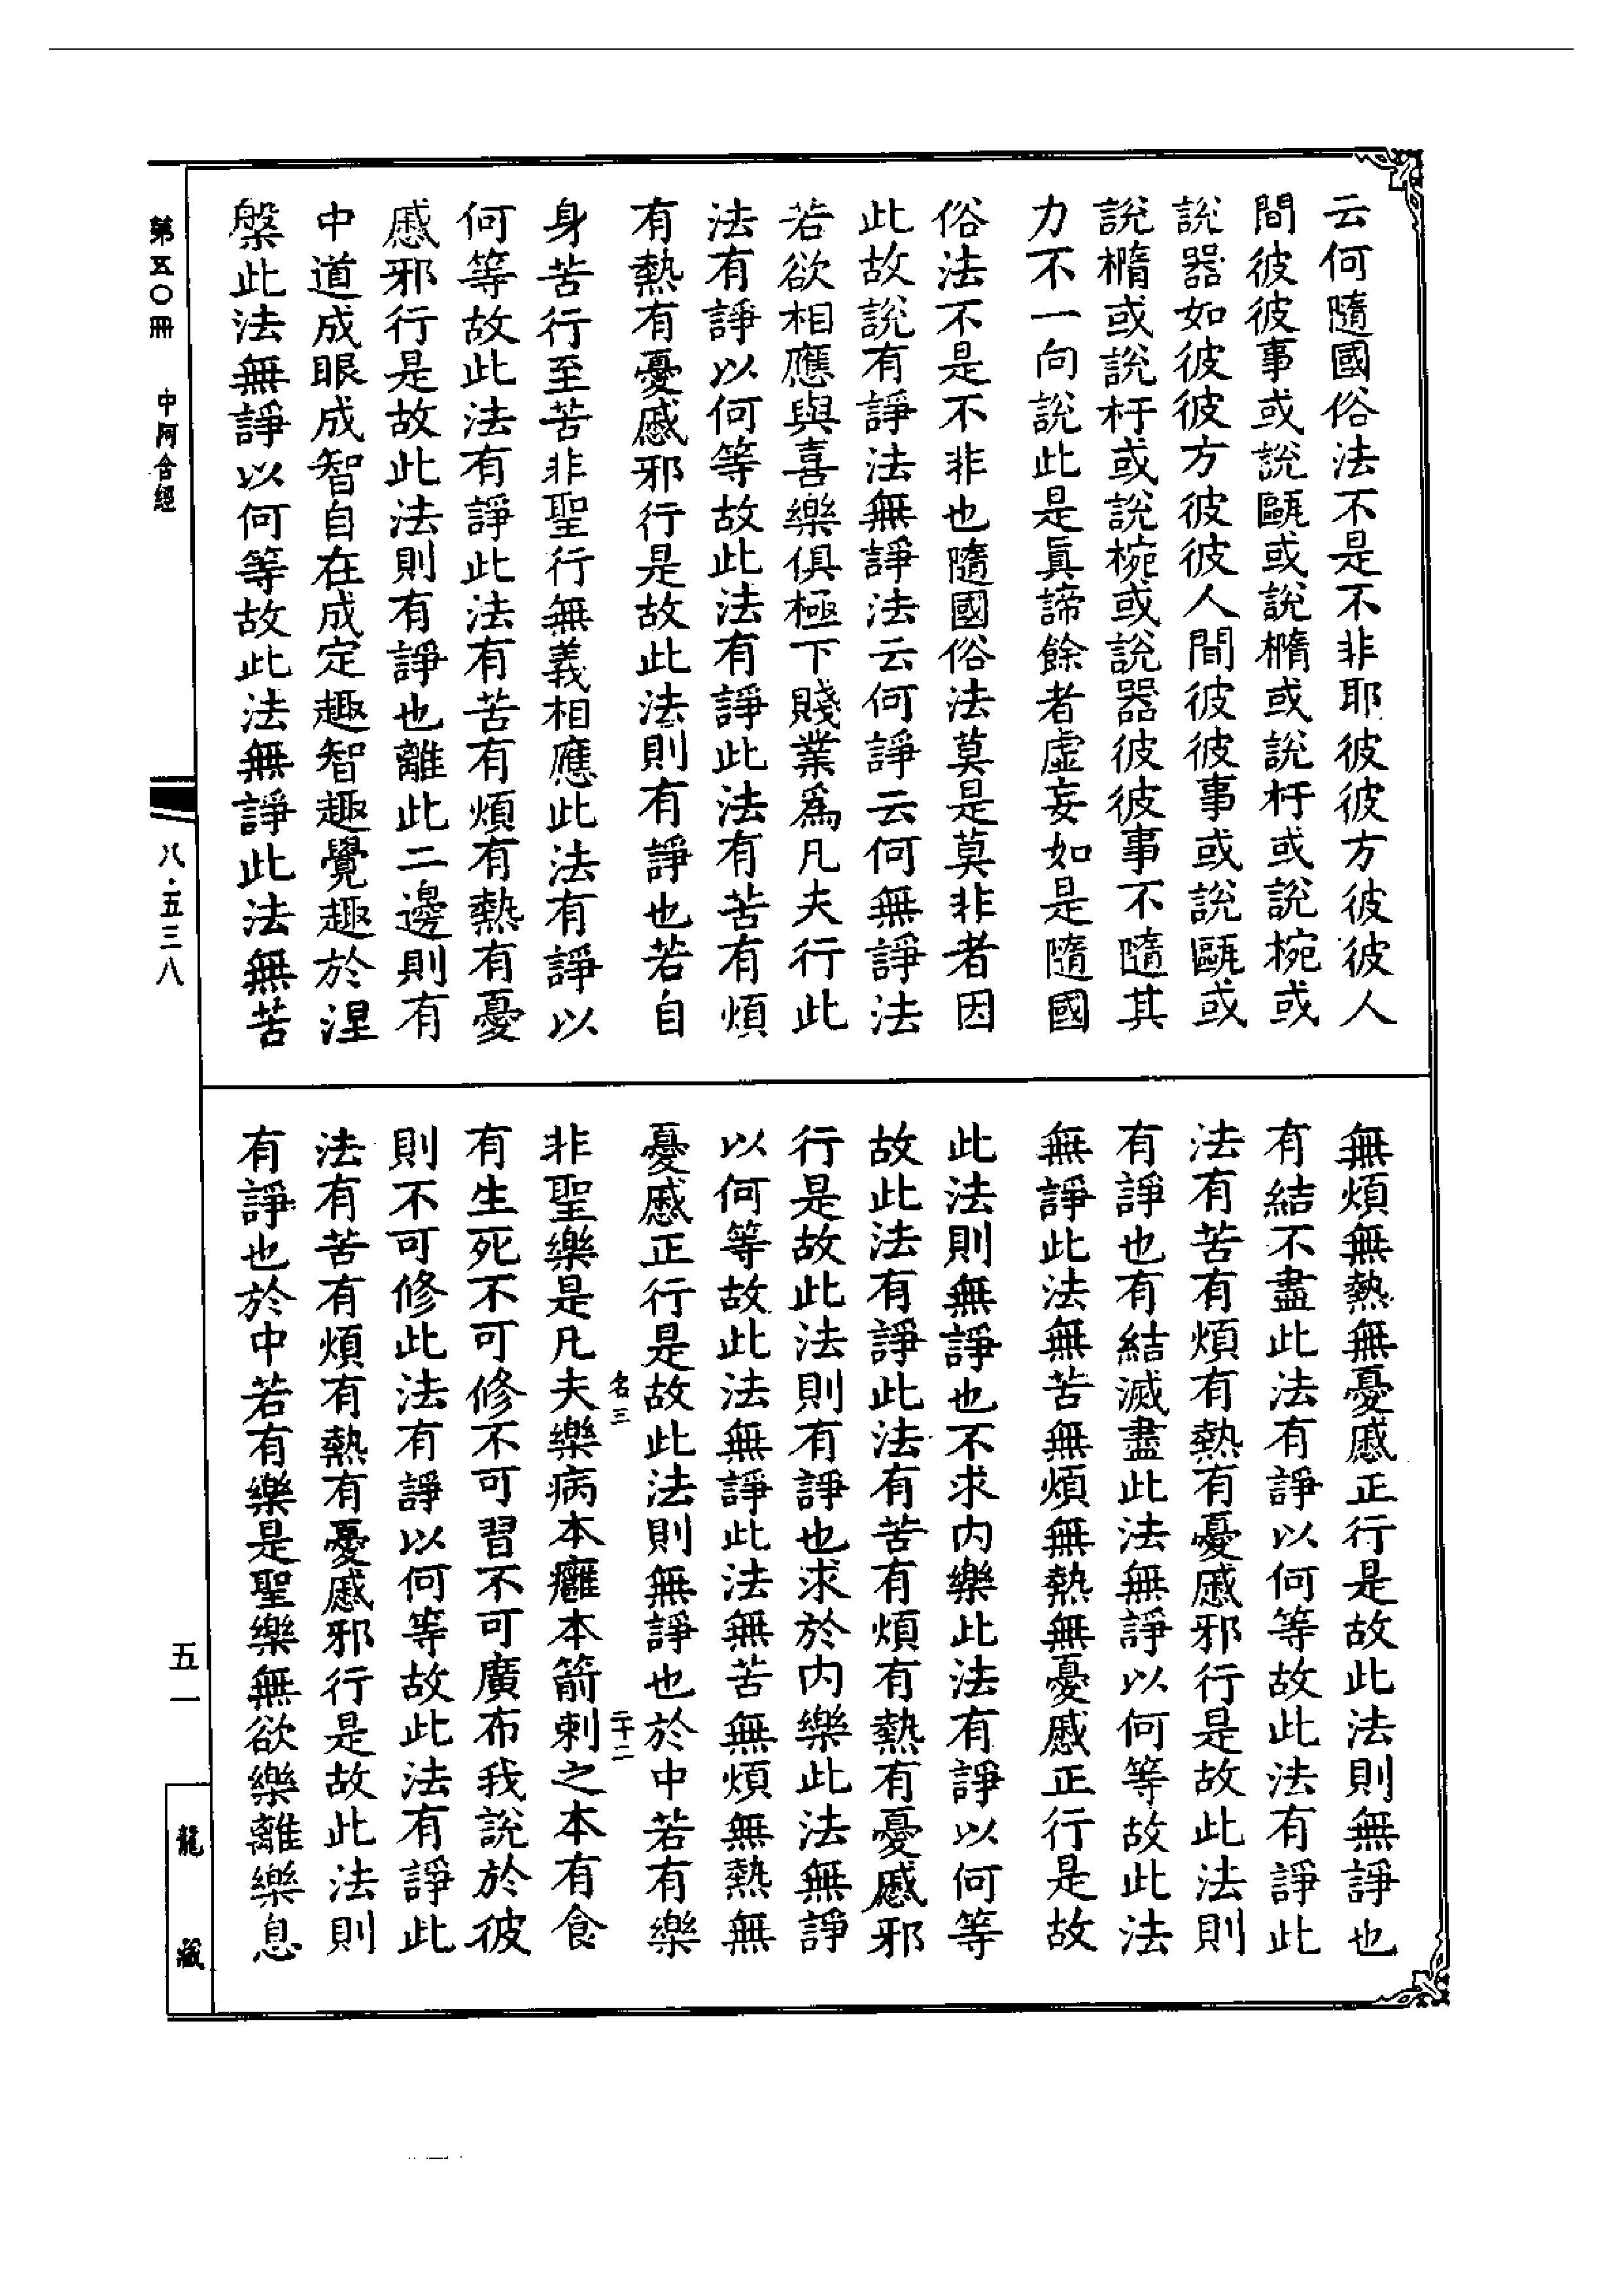 云何隨國俗法不是不非耶彼彼方彼彼人
間彼彼事或說甌或說橢或說杅或說椀或
說器如彼彼方彼彼人間彼彼事或說甌或
說橢或說杅或說椀或說器彼彼事不隨其
力不一向說此是眞諦餘者虛妄如是隨國
俗法不是不非也隨國俗法莫是莫非者因
此故說有諍法無諍法云何諍云何無諍法
若欲相應與喜樂俱極下賤業爲凡夫行此
法有諍以何等故此法有諍此法有苦有煩
有熱有憂慼邪行是故此法則有諍也若自
身苦行至苦非聖行無義相應此法有諍以
何等故此法有諍此法有苦有煩有熱有憂
慼邪行是故此法則有諍也離此二邊則有
中道成眼成智自在成定趣智趣覺趣於涅
槃此法無諍以何等故此法無諍此法無苦
無煩無熱無憂慼正行是故此法則無諍也
有結不盡此法有諍以何等故此法有諍此
法有苦有煩有熱有憂慼邪行是故此法則
有諍也有結滅盡此法無諍以何等故此法
無諍此法無苦無煩無熱無憂慼正行是故
此法則無諍也不求内樂此法有諍以何等
故此法有諍此法有苦有煩有熱有憂慼邪
行是故此法則有諍也求於内樂此法無諍
以何等故此法無諍此法無苦無煩無熱無
憂慼正行是故此法則無諍也於中若有樂
名三 二十二
非聖樂是凡夫樂病本癰本箭刺之本有食
有生死不可修不可習不可廣布我說於彼
則不可修此法有諍以何等故此法有諍此
法有苦有煩有熱有憂慼邪行是故此法則
有諍也於中若有樂是聖樂無欲樂離樂息
第五〇冊 中阿含經
八·五三八
五一
龍藏